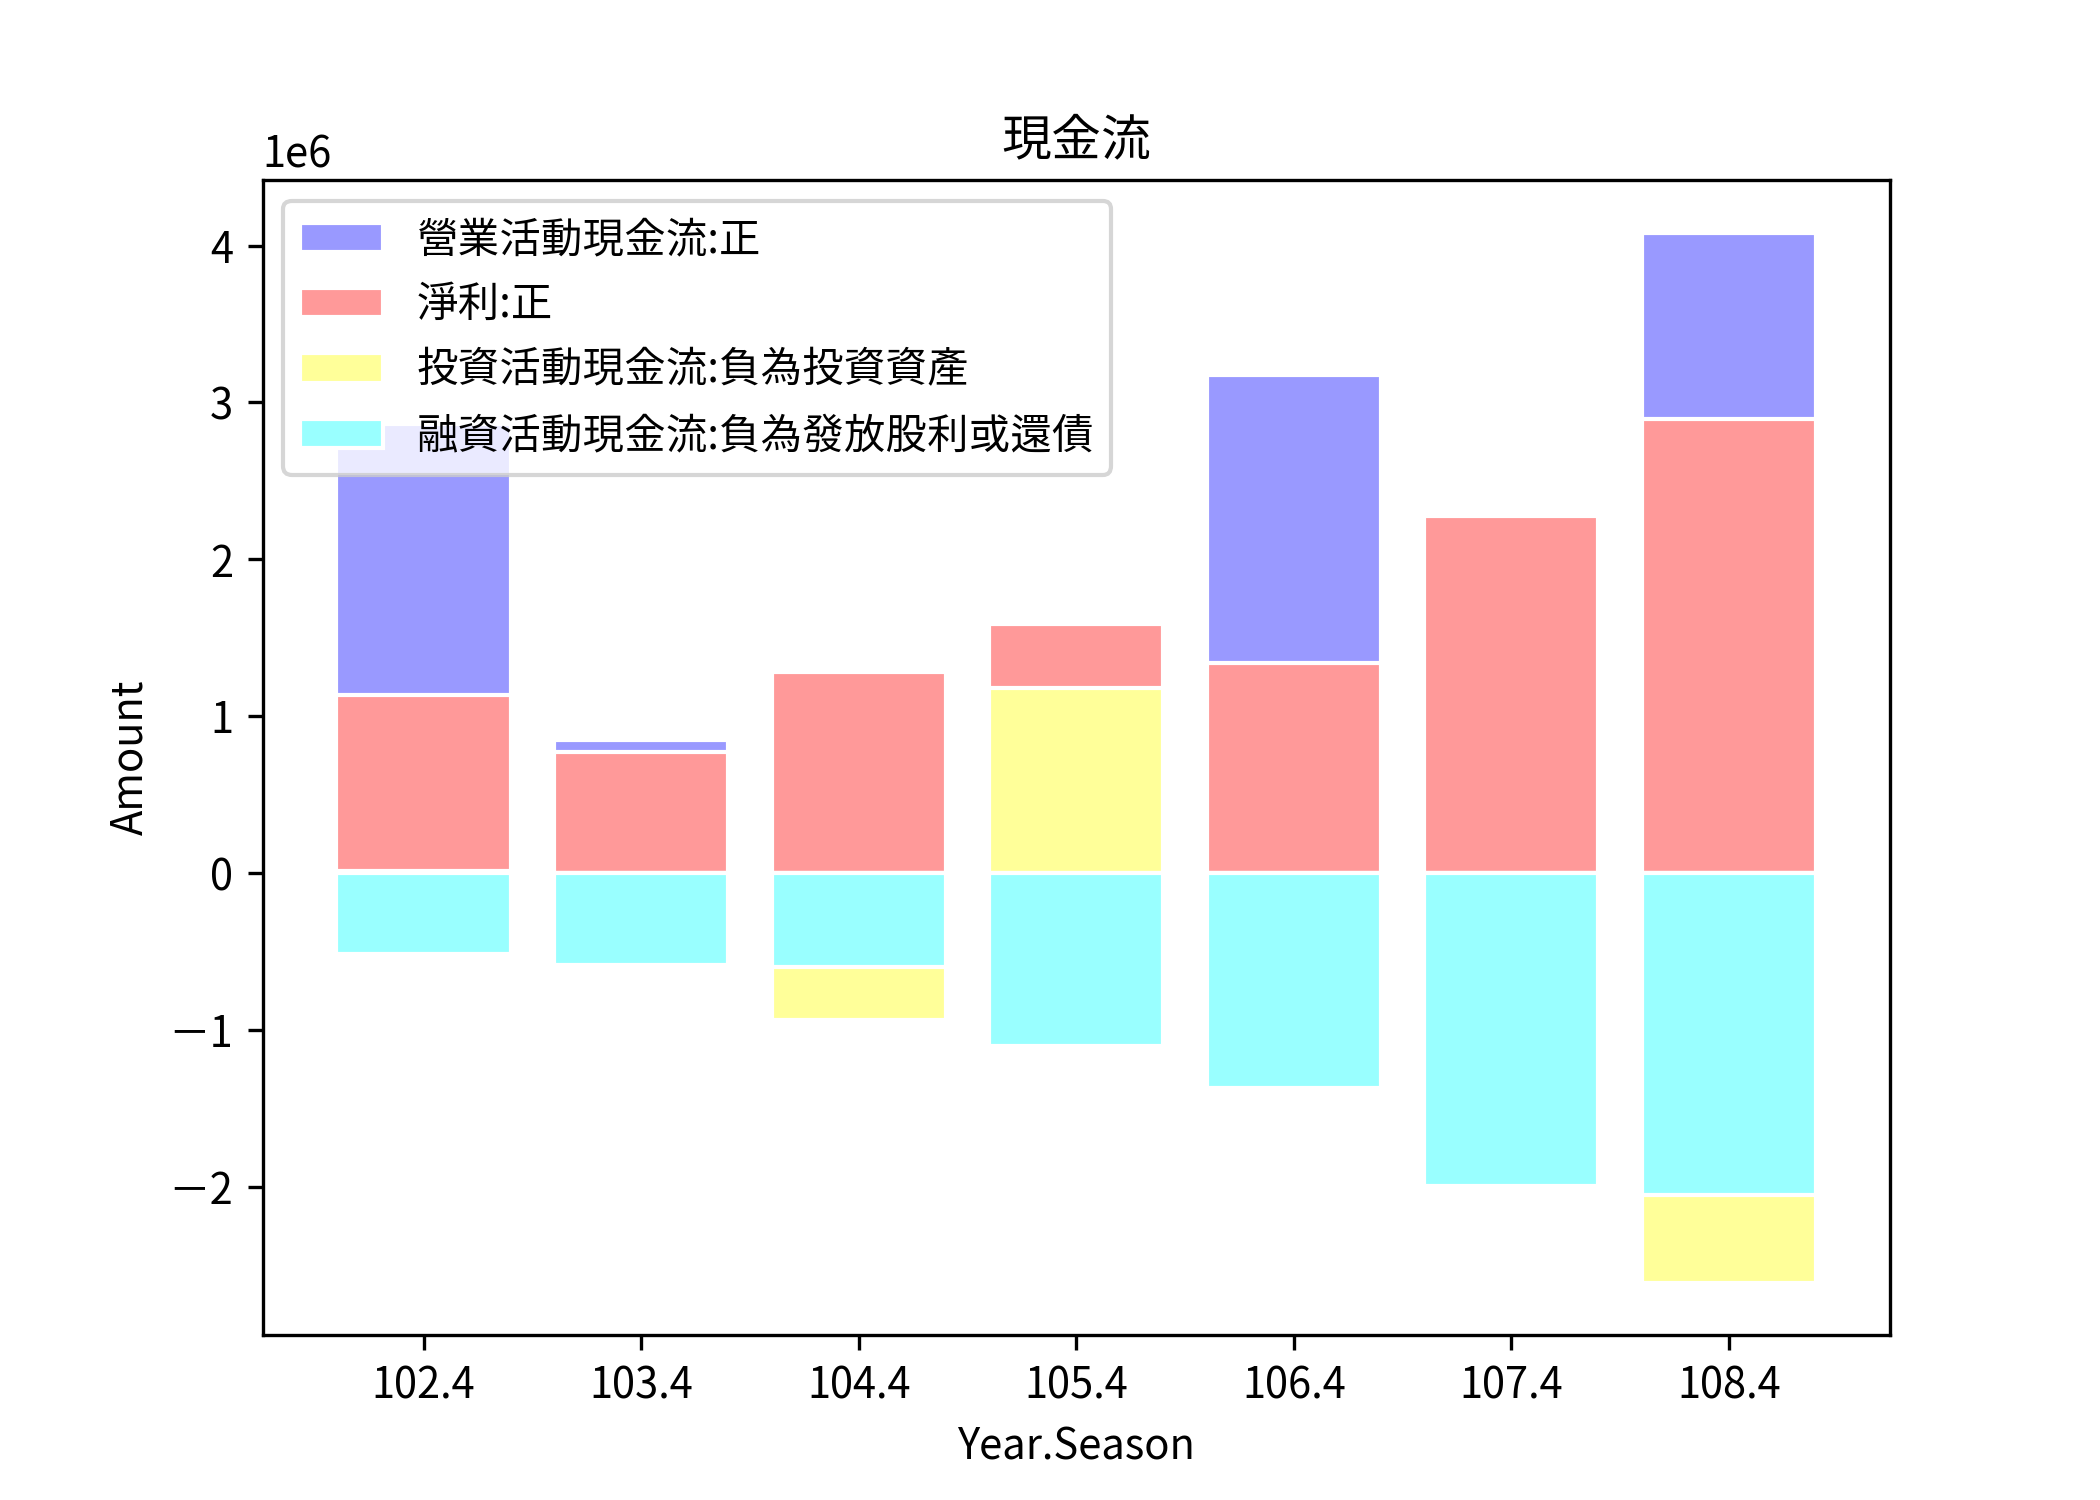 現金流
1e6
營業活動現金流:正
淨利:正
投資活動現金流:負為投資資產
融資活動現金流:負為發放股利或還債
4
3
2
1
0
−1
−2
Amount
102.4 103.4 104.4 105.4 106.4 107.4 108.4
Year.Season